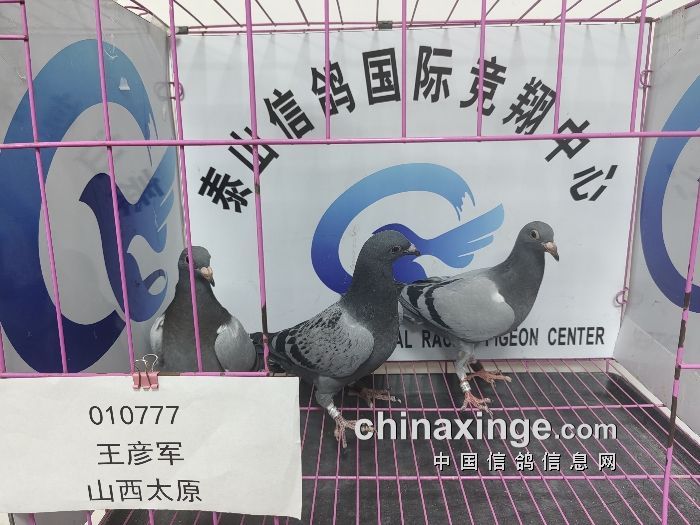 泰山信鸽国际竞翔中心
AL RAC PIGEON CENTER
010777
王彦军
山西太原
chinaxinge.com
中国信鸽信息网